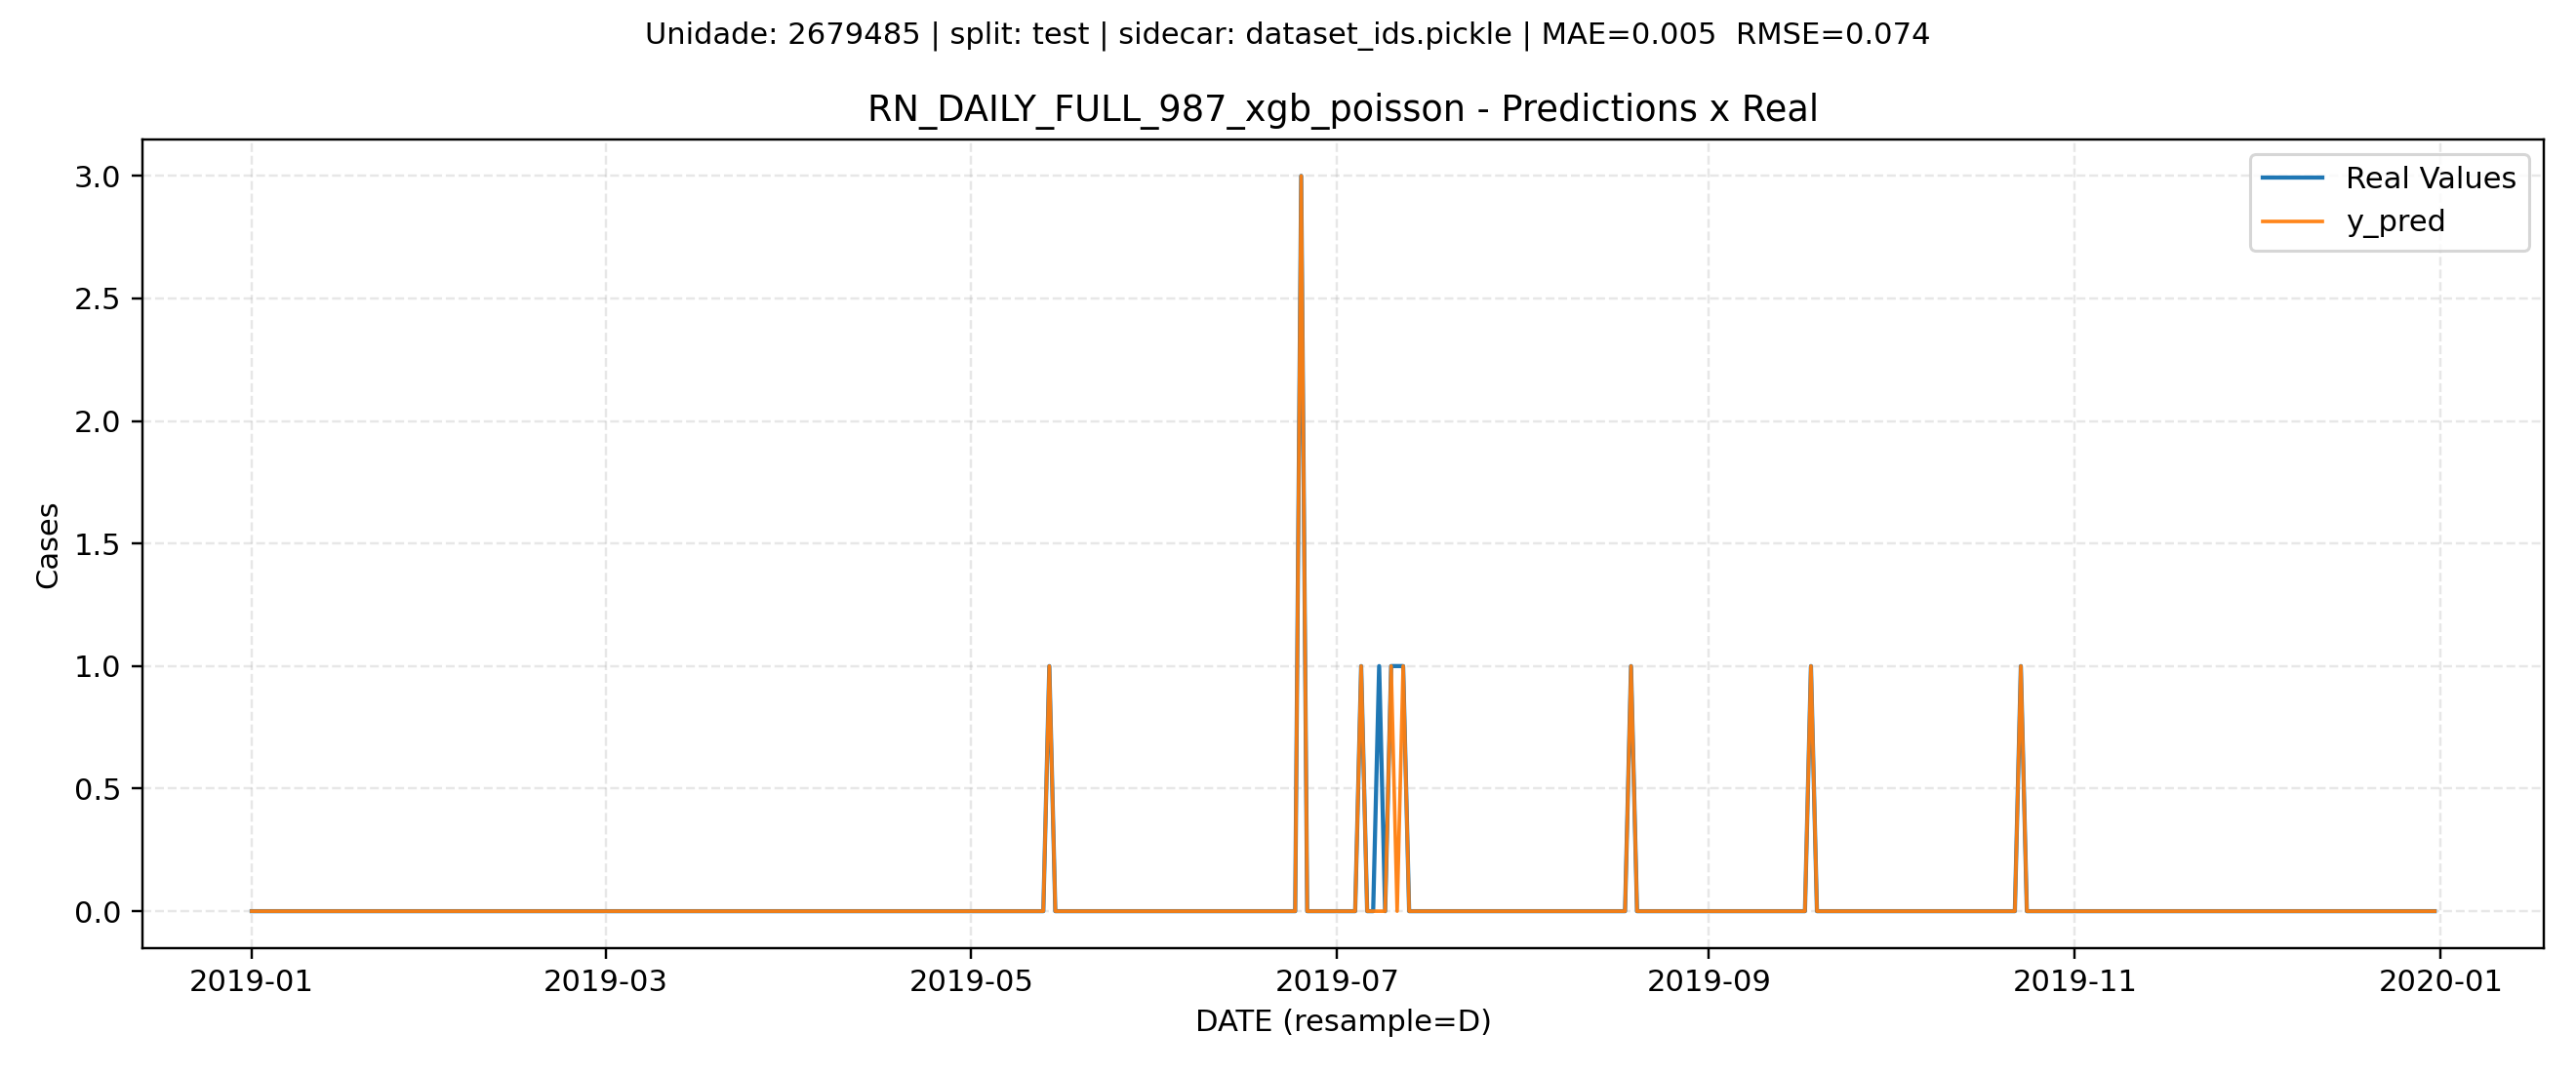 Unidade: 2679485 | split: test | sidecar: dataset_ids.pickle | MAE=0.005  RMSE=0.074
RN_DAILY_FULL_987_xgb_poisson - Predictions x Real
Real Values
y_pred
3.0
2.5
2.0
1.5
1.0
0.5
0.0
Cases
2019-01
2019-03
2019-05
2019-07
2019-09
2019-11
2020-01
DATE (resample=D)